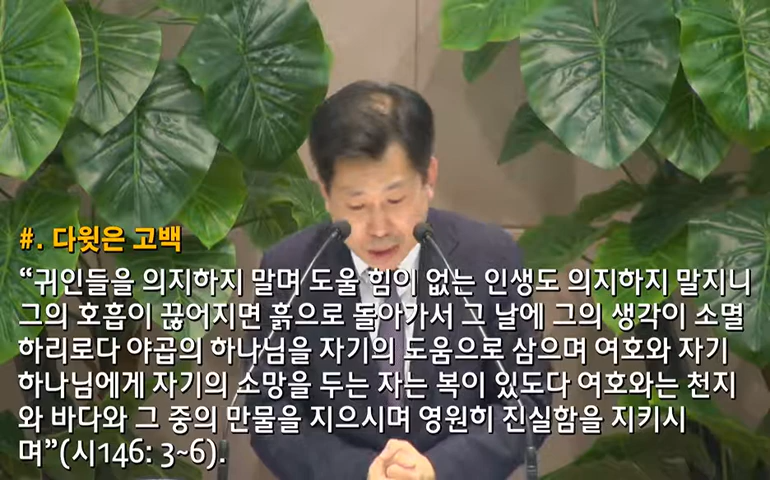 #. 다윗은 고백
“귀인들을 의지하지 말며 도울 힘이 없는 인생도 의지하지 말지니
그의 호흡이 끊어지면 흙으로 돌아가서 그 날에 그의 생각이 소멸
하리로다 야곱의 하나님을 자기의 도움으로 삼으며 여호와 자기
하나님에게 자기의 소망을 두는 자는 복이 있도다 여호와는 천지
와 바다와 그 중의 만물을 지으시며 영원히 진실함을 지키시
며”(시146: 3~6).